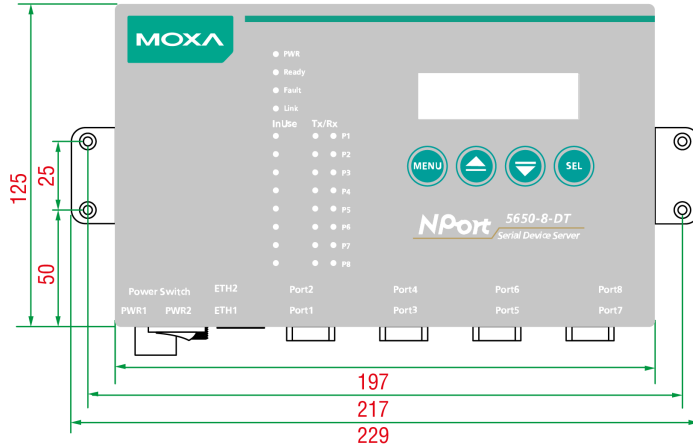 MOXA
PWR
Ready
Fault
Link
InUse Tx/Rx
P1
P2
P3
P4
P5
P6
P7
P8
MENU SEL
NPort 5650-8-DT
Serial Device Server
Power Switch ETH2 Port2 Port4 Port6 Port8
PWR1 PWR2 ETH1 Port1 Port3 Port5 Port7
125
25
50
197
217
229